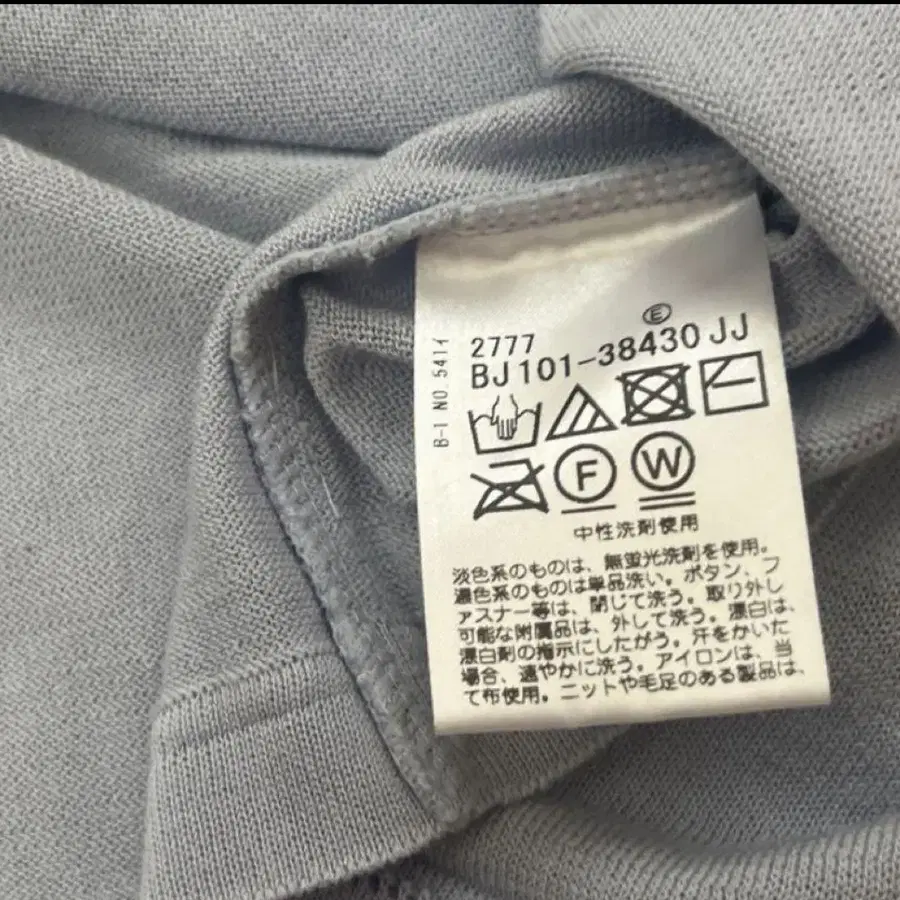 Ⓔ
2777
BJ101-38430 JJ
B-1 NO.5414
F
W
中性洗剤使用
淡色系のものは、無蛍光洗剤を使用。
濃色系のものは単品洗い。ボタン、フ
ァスナー等は、閉じて洗う。取り外し
可能な附属品は、外して洗う。漂白は、
漂白剤の指示にしたがう。汗をかいた
場合、速やかに洗う。アイロンは、当
て布使用。ニットや毛足のある製品は、